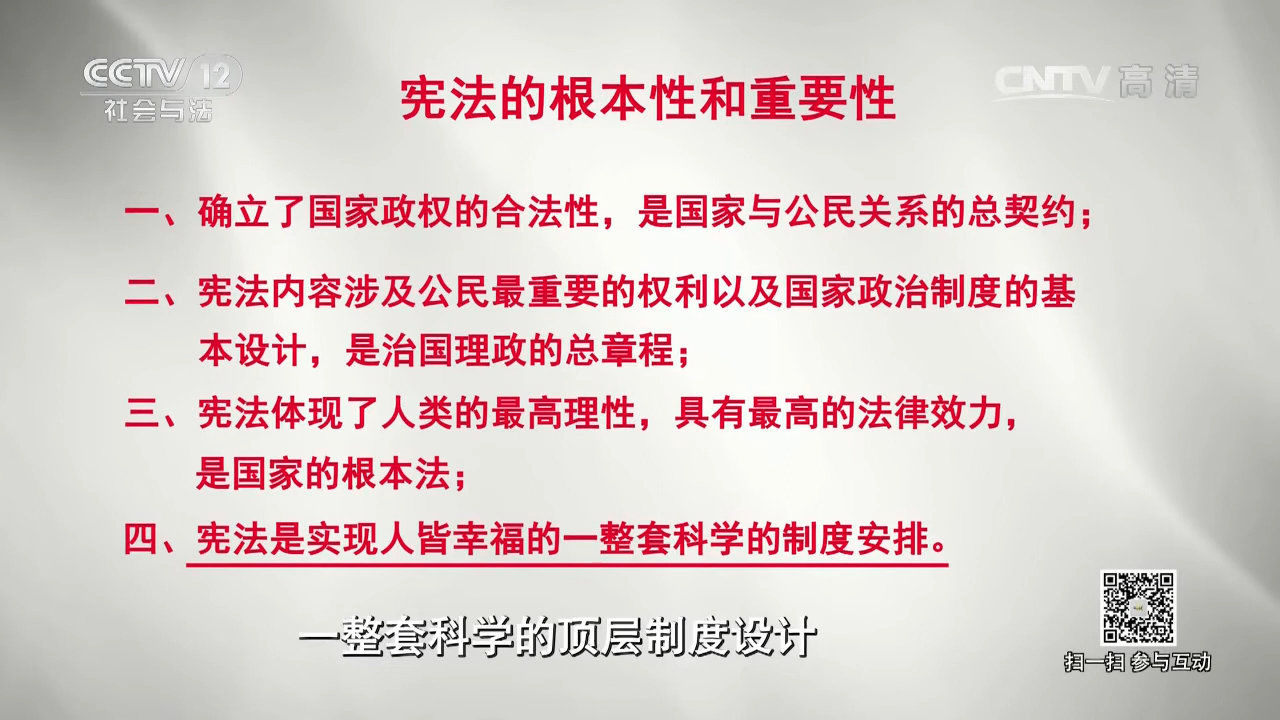 CCTV 12
社会与法
CNTV高清
宪法的根本性和重要性
一、确立了国家政权的合法性，是国家与公民关系的总契约；
二、宪法内容涉及公民最重要的权利以及国家政治制度的基
本设计，是治国理政的总章程；
三、宪法体现了人类的最高理性，具有最高的法律效力，
是国家的根本法；
四、宪法是实现人皆幸福的一整套科学的制度安排。
一整套科学的顶层制度设计
扫一扫 参与互动